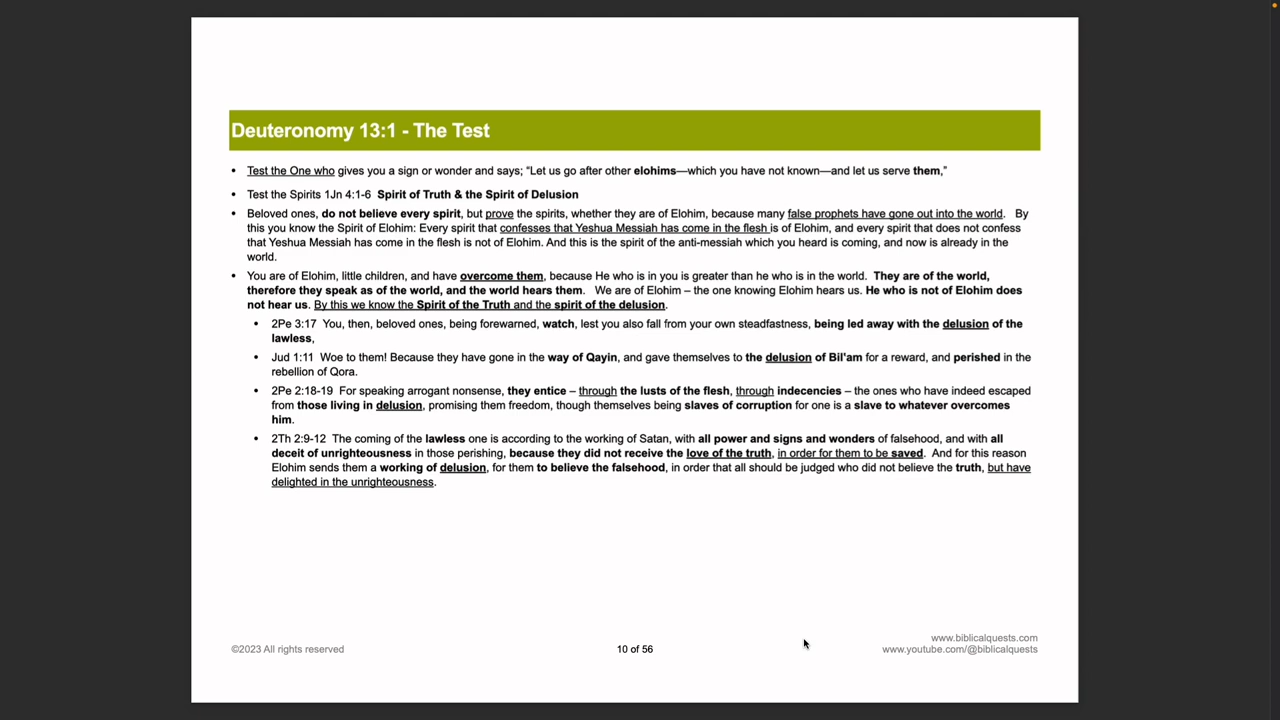 Deuteronomy 13:1 - The Test
• Test the One who gives you a sign or wonder and says; “Let us go after other elohims—which you have not known—and let us serve them,”
• Test the Spirits 1Jn 4:1-6  Spirit of Truth & the Spirit of Delusion
• Beloved ones, do not believe every spirit, but prove the spirits, whether they are of Elohim, because many false prophets have gone out into the world.   By
this you know the Spirit of Elohim: Every spirit that confesses that Yeshua Messiah has come in the flesh is of Elohim, and every spirit that does not confess
that Yeshua Messiah has come in the flesh is not of Elohim. And this is the spirit of the anti-messiah which you heard is coming, and now is already in the
world.
• You are of Elohim, little children, and have overcome them, because He who is in you is greater than he who is in the world.  They are of the world,
therefore they speak as of the world, and the world hears them.   We are of Elohim – the one knowing Elohim hears us. He who is not of Elohim does
not hear us. By this we know the Spirit of the Truth and the spirit of the delusion.
• 2Pe 3:17  You, then, beloved ones, being forewarned, watch, lest you also fall from your own steadfastness, being led away with the delusion of the
lawless,
• Jud 1:11  Woe to them! Because they have gone in the way of Qayin, and gave themselves to the delusion of Bil’am for a reward, and perished in the
rebellion of Qora.
• 2Pe 2:18-19  For speaking arrogant nonsense, they entice – through the lusts of the flesh, through indecencies – the ones who have indeed escaped
from those living in delusion, promising them freedom, though themselves being slaves of corruption for one is a slave to whatever overcomes
him.
• 2Th 2:9-12  The coming of the lawless one is according to the working of Satan, with all power and signs and wonders of falsehood, and with all
deceit of unrighteousness in those perishing, because they did not receive the love of the truth, in order for them to be saved.  And for this reason
Elohim sends them a working of delusion, for them to believe the falsehood, in order that all should be judged who did not believe the truth, but have
delighted in the unrighteousness.
©2023 All rights reserved
10 of 56
www.biblicalquests.com
www.youtube.com/@biblicalquests